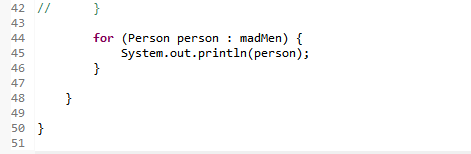 42 //      }
43
44         for (Person person : madMen) {
45             System.out.println(person);
46         }
47
48     }
49
50 }
51